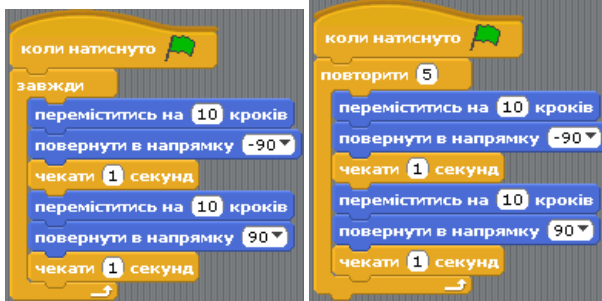 коли натиснуто
завжди
переміститись на 10 кроків
повернути в напрямку -90
чекати 1 секунд
переміститись на 10 кроків
повернути в напрямку 90
чекати 1 секунд
коли натиснуто
повторити 5
переміститись на 10 кроків
повернути в напрямку -90
чекати 1 секунд
переміститись на 10 кроків
повернути в напрямку 90
чекати 1 секунд